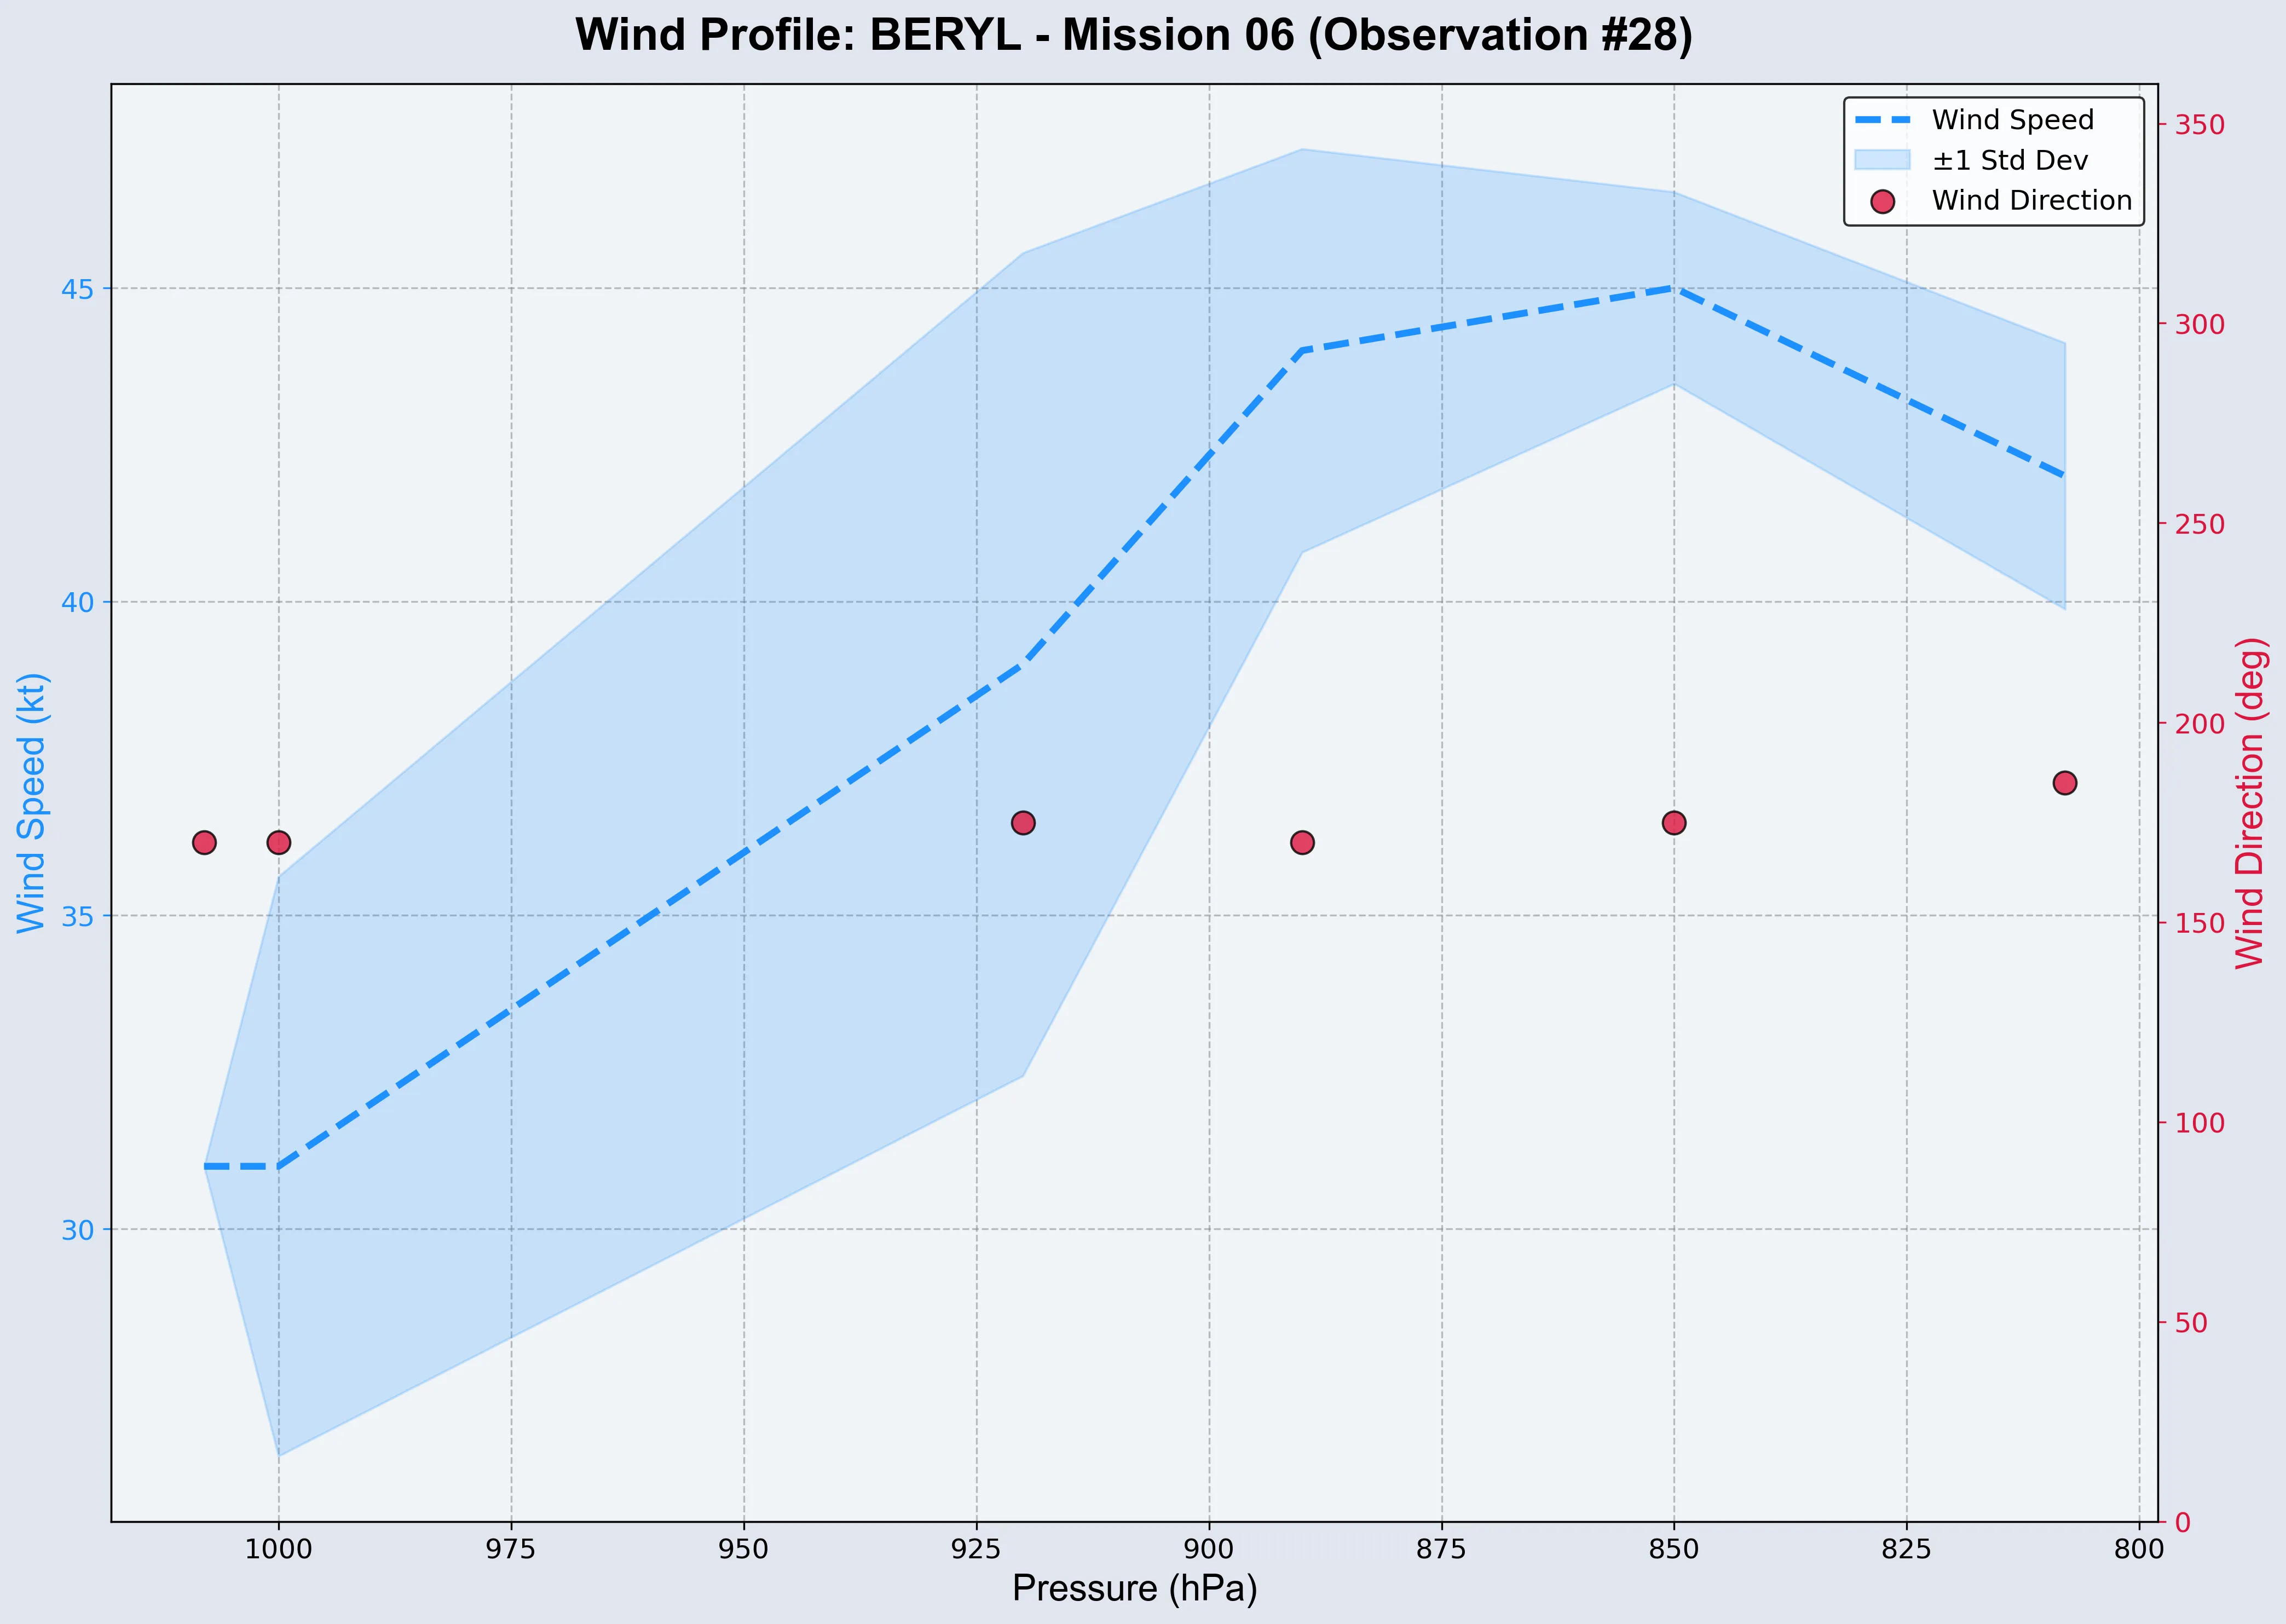 Wind Profile: BERYL - Mission 06 (Observation #28)
Wind Speed
±1 Std Dev
Wind Direction
Wind Speed (kt)
45
40
35
30
350
300
250
200
150
100
50
0
Wind Direction (deg)
1000 975 950 925 900 875 850 825 800
Pressure (hPa)